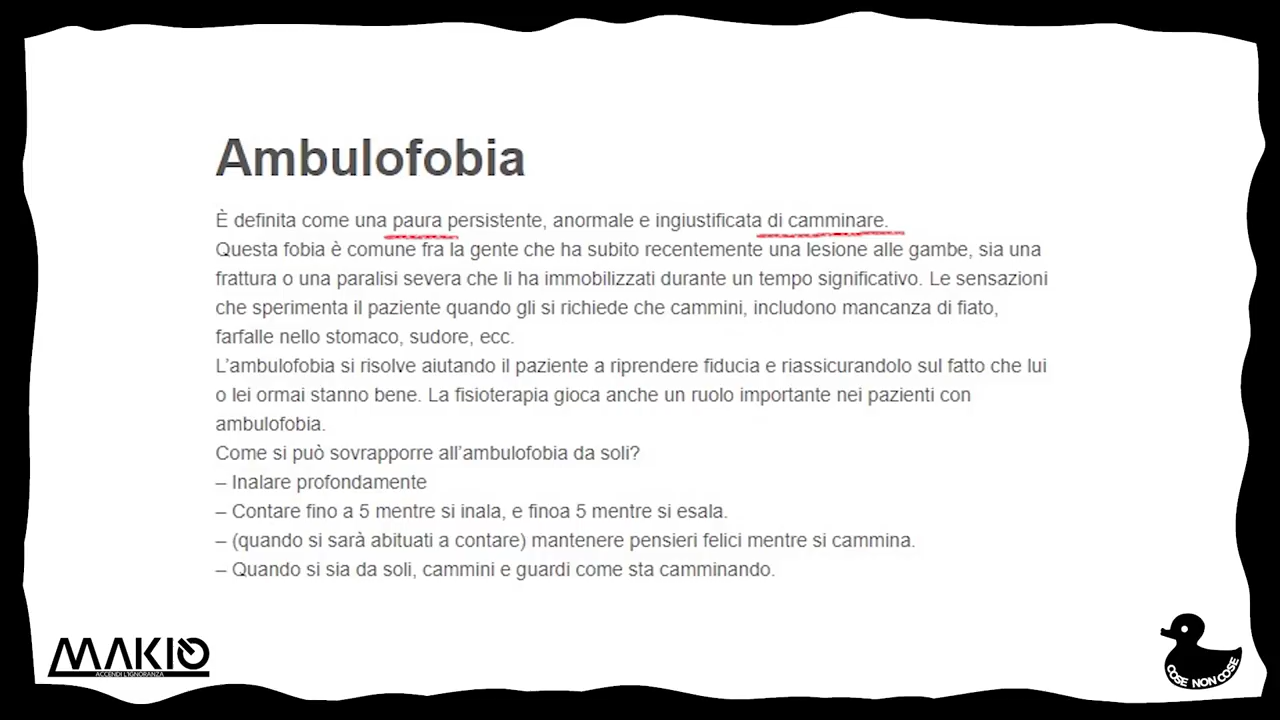 Ambulofobia
È definita come una paura persistente, anormale e ingiustificata di camminare.
Questa fobia è comune fra la gente che ha subito recentemente una lesione alle gambe, sia una
frattura o una paralisi severa che li ha immobilizzati durante un tempo significativo. Le sensazioni
che sperimenta il paziente quando gli si richiede che cammini, includono mancanza di fiato,
farfalle nello stomaco, sudore, ecc.
L'ambulofobia si risolve aiutando il paziente a riprendere fiducia e riassicurandolo sul fatto che lui
o lei ormai stanno bene. La fisioterapia gioca anche un ruolo importante nei pazienti con
ambulofobia.
Come si può sovrapporre all'ambulofobia da soli?
– Inalare profondamente
– Contare fino a 5 mentre si inala, e finoa 5 mentre si esala.
– (quando si sarà abituati a contare) mantenere pensieri felici mentre si cammina.
– Quando si sia da soli, cammini e guardi come sta camminando.
MAKIO
ACCENDI L'IGNORANZA
COSE NON COSE